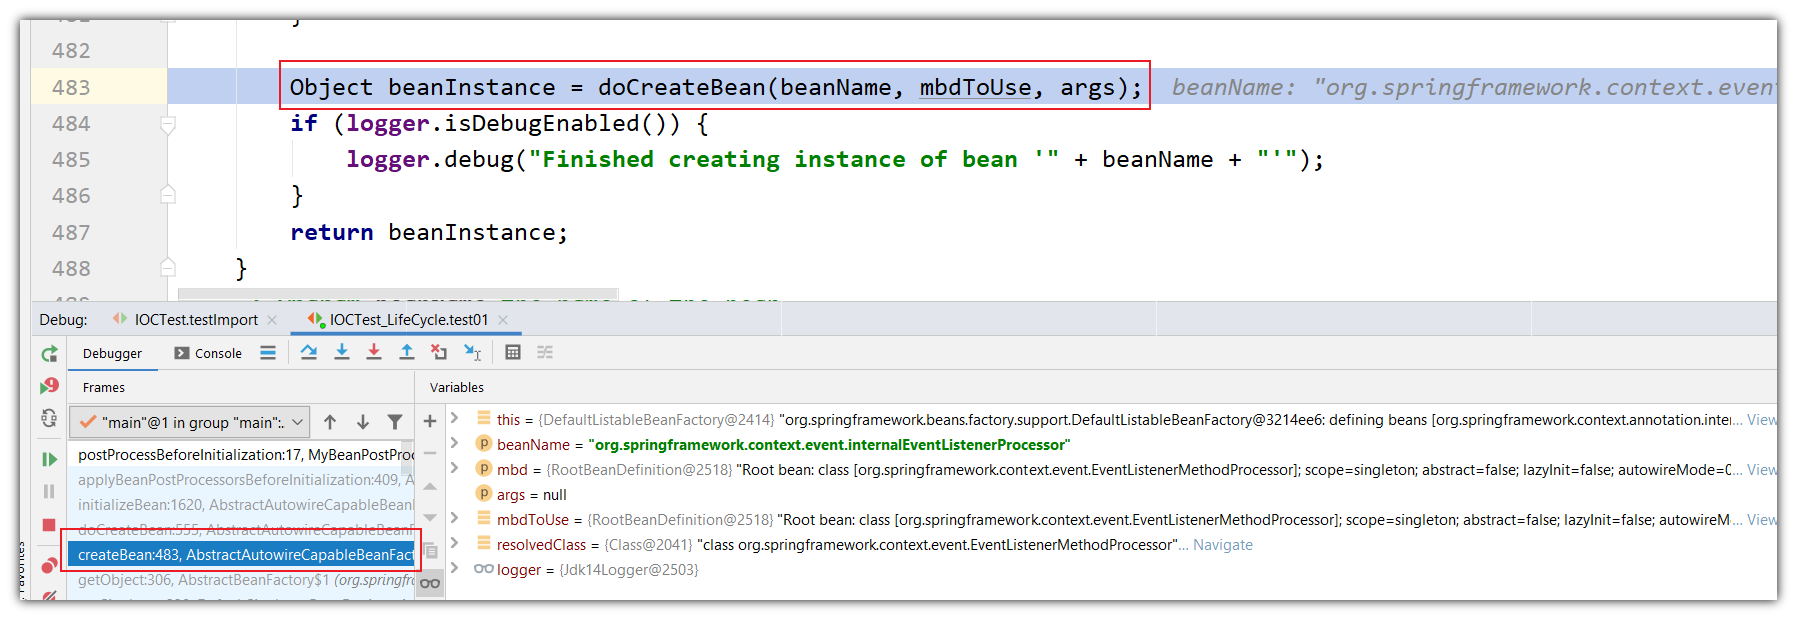 }
482
483 Object beanInstance = doCreateBean(beanName, mbdToUse, args); beanName: "org.springframework.context.event
484 if (logger.isDebugEnabled()) {
485 logger.debug("Finished creating instance of bean '" + beanName + "'");
486 }
487 return beanInstance;
488 }
Debug: IOCTest.testImport × IOCTest_LifeCycle.test01 ×
Debugger Console
Frames Variables
"main"@1 in group "main":..
postProcessBeforeInitialization:17, MyBeanPostProc
applyBeanPostProcessorsBeforeInitialization:409, A
initializeBean:1620, AbstractAutowireCapableBean
doCreateBean:555, AbstractAutowireCapableBeanF
createBean:483, AbstractAutowireCapableBeanFact
getObject:306, AbstractBeanFactory$1 (org.springfra
this = {DefaultListableBeanFactory@2414} "org.springframework.beans.factory.support.DefaultListableBeanFactory@3214ee6: defining beans [org.springframework.context.annotation.inter... View
beanName = "org.springframework.context.event.internalEventListenerProcessor"
mbd = {RootBeanDefinition@2518} "Root bean: class [org.springframework.context.event.EventListenerMethodProcessor]; scope=singleton; abstract=false; lazyInit=false; autowireMode=0... View
args = null
mbdToUse = {RootBeanDefinition@2518} "Root bean: class [org.springframework.context.event.EventListenerMethodProcessor]; scope=singleton; abstract=false; lazyInit=false; autowireM... View
resolvedClass = {Class@2041} "class org.springframework.context.event.EventListenerMethodProcessor"... Navigate
logger = {Jdk14Logger@2503}